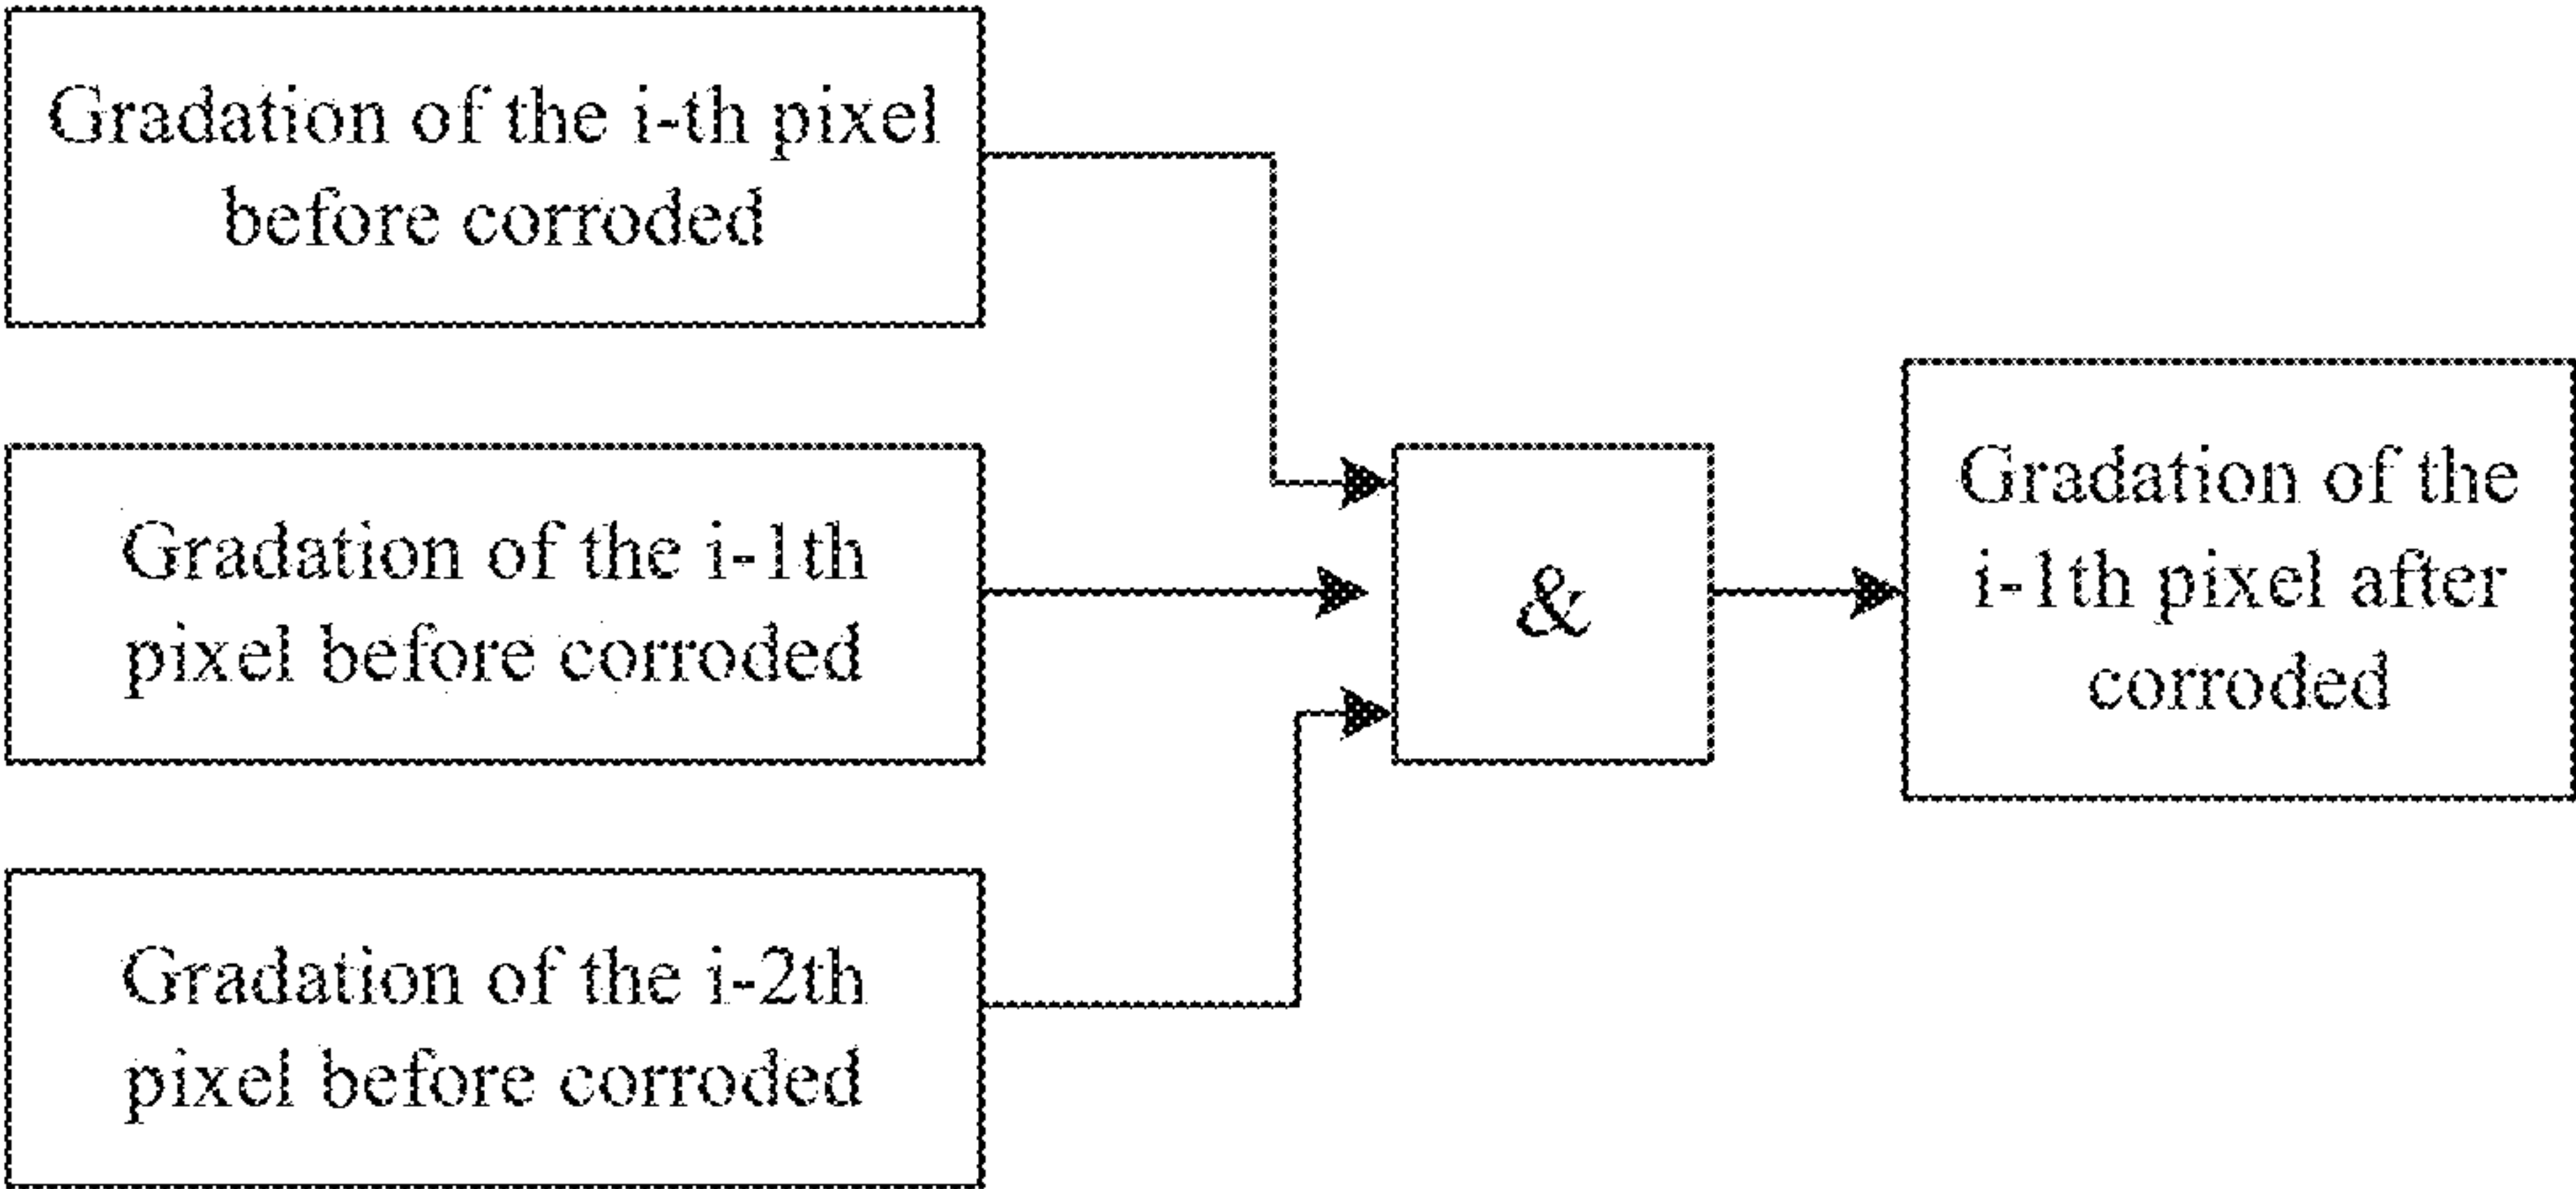 Gradation of the i-th pixel
before corroded
Gradation of the i-1th
pixel before corroded
Gradation of the i-2th
pixel before corroded
&
Gradation of the
i-1th pixel after
corroded